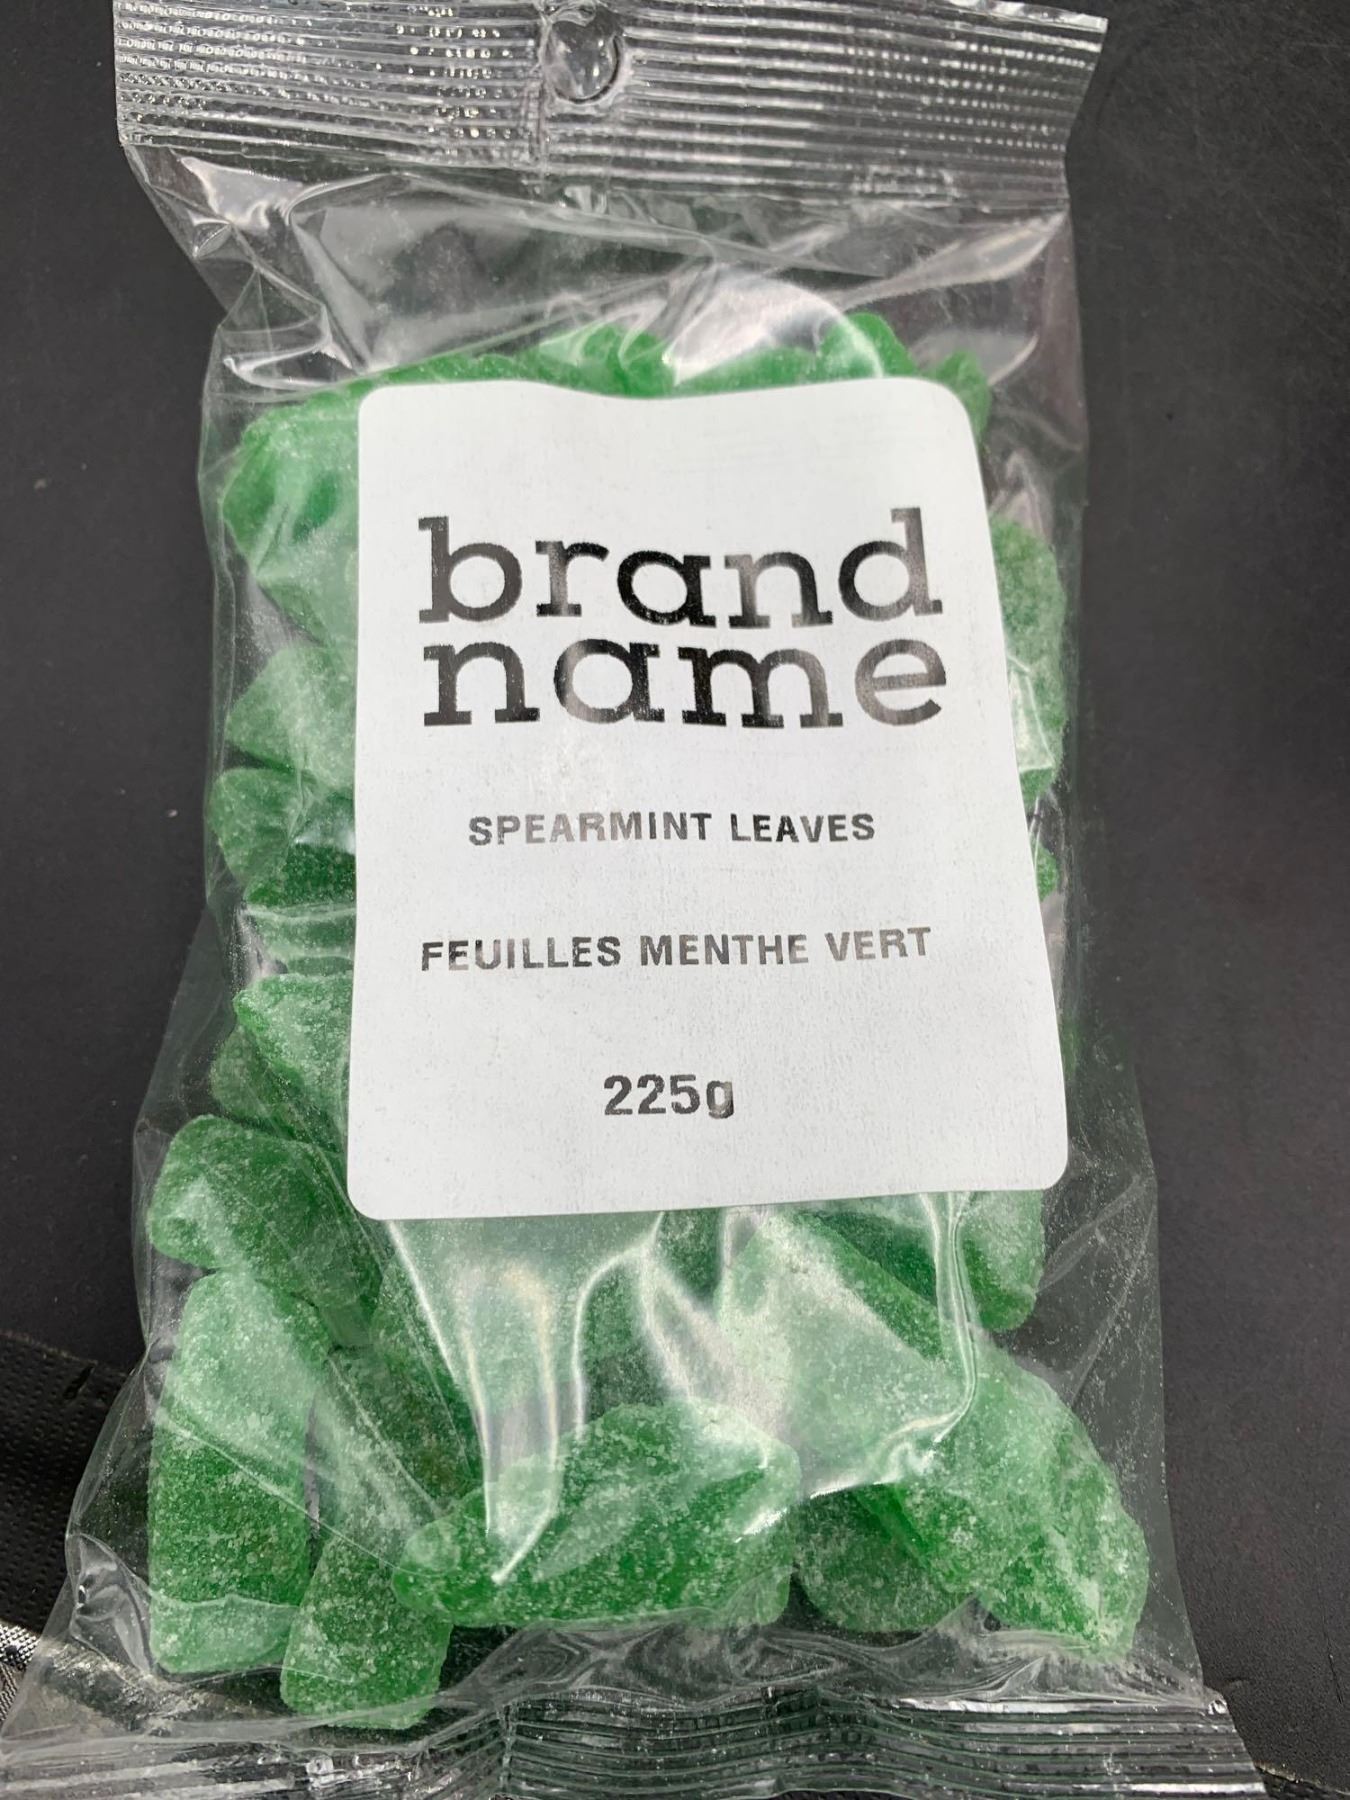 brand
name
SPEARMINT LEAVES
FEUILLES MENTHE VERT
225g